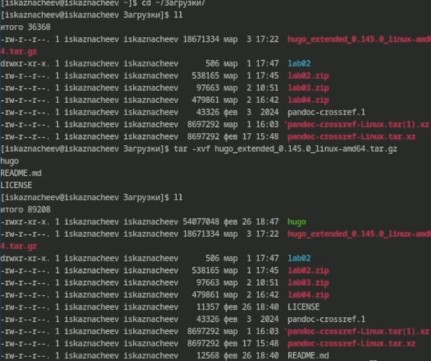 [iskaznacheev@iskaznacheev ~]$ cd ~/Загрузки/
[iskaznacheev@iskaznacheev Загрузки]$ ll
итого 36368
-rw-r--r--. 1 iskaznacheev iskaznacheev 18671334 мар  3 17:22 hugo_extended_0.145.0_linux-amd6
4.tar.gz
drwxr-xr-x. 1 iskaznacheev iskaznacheev      506 мар  1 17:47 lab02
-rw-r--r--. 1 iskaznacheev iskaznacheev   538165 мар  1 17:45 lab02.zip
-rw-r--r--. 1 iskaznacheev iskaznacheev    97663 мар  2 10:51 lab03.zip
-rw-r--r--. 1 iskaznacheev iskaznacheev   479861 мар  2 16:42 lab04.zip
-rw-r--r--. 1 iskaznacheev iskaznacheev    43326 фев  3  2024 pandoc-crossref.1
-rw-r--r--. 1 iskaznacheev iskaznacheev  8697292 мар  1 16:03 'pandoc-crossref-Linux.tar(1).xz'
-rw-r--r--. 1 iskaznacheev iskaznacheev  8697292 фев 17 15:48 pandoc-crossref-Linux.tar.xz
[iskaznacheev@iskaznacheev Загрузки]$ tar -xvf hugo_extended_0.145.0_linux-amd64.tar.gz
hugo
README.md
LICENSE
[iskaznacheev@iskaznacheev Загрузки]$ ll
итого 89208
-rwxr-xr-x. 1 iskaznacheev iskaznacheev 54077048 фев 26 18:47 hugo
-rw-r--r--. 1 iskaznacheev iskaznacheev 18671334 мар  3 17:22 hugo_extended_0.145.0_linux-amd6
4.tar.gz
drwxr-xr-x. 1 iskaznacheev iskaznacheev      506 мар  1 17:47 lab02
-rw-r--r--. 1 iskaznacheev iskaznacheev   538165 мар  1 17:45 lab02.zip
-rw-r--r--. 1 iskaznacheev iskaznacheev    97663 мар  2 10:51 lab03.zip
-rw-r--r--. 1 iskaznacheev iskaznacheev   479861 мар  2 16:42 lab04.zip
-rw-r--r--. 1 iskaznacheev iskaznacheev    11357 фев 26 18:40 LICENSE
-rw-r--r--. 1 iskaznacheev iskaznacheev    43326 фев  3  2024 pandoc-crossref.1
-rw-r--r--. 1 iskaznacheev iskaznacheev  8697292 мар  1 16:03 'pandoc-crossref-Linux.tar(1).xz'
-rw-r--r--. 1 iskaznacheev iskaznacheev  8697292 фев 17 15:48 pandoc-crossref-Linux.tar.xz
-rw-r--r--. 1 iskaznacheev iskaznacheev    12568 фев 26 18:40 README.md